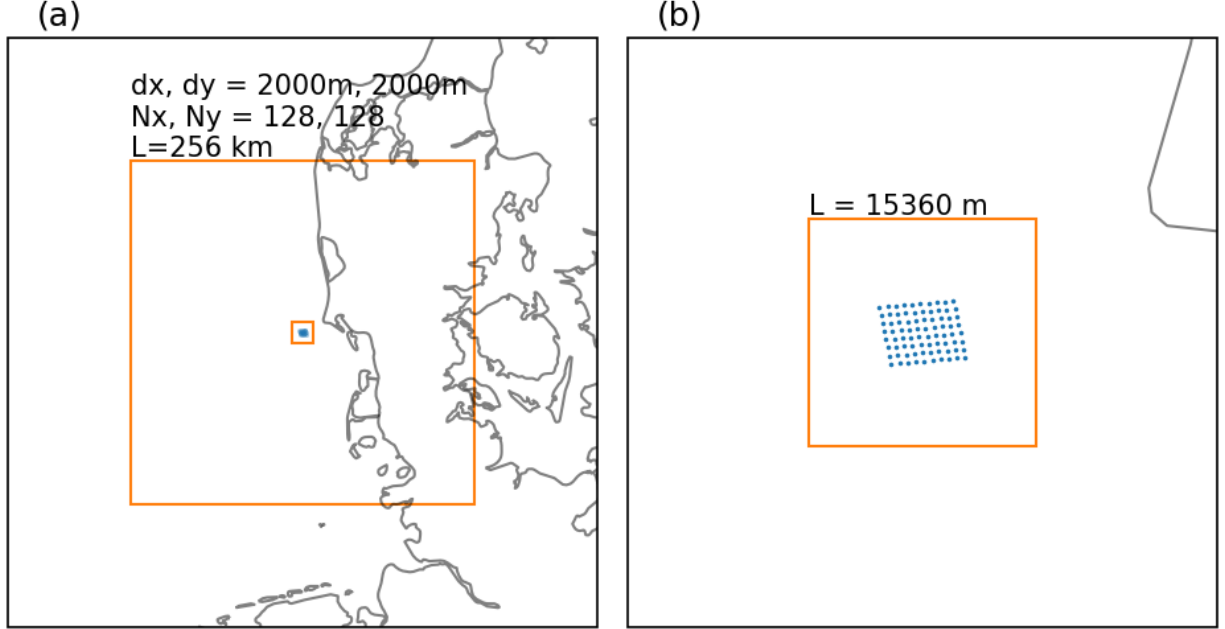 (a)
dx, dy = 2000m, 2000m
Nx, Ny = 128, 128
L=256 km
(b)
L = 15360 m